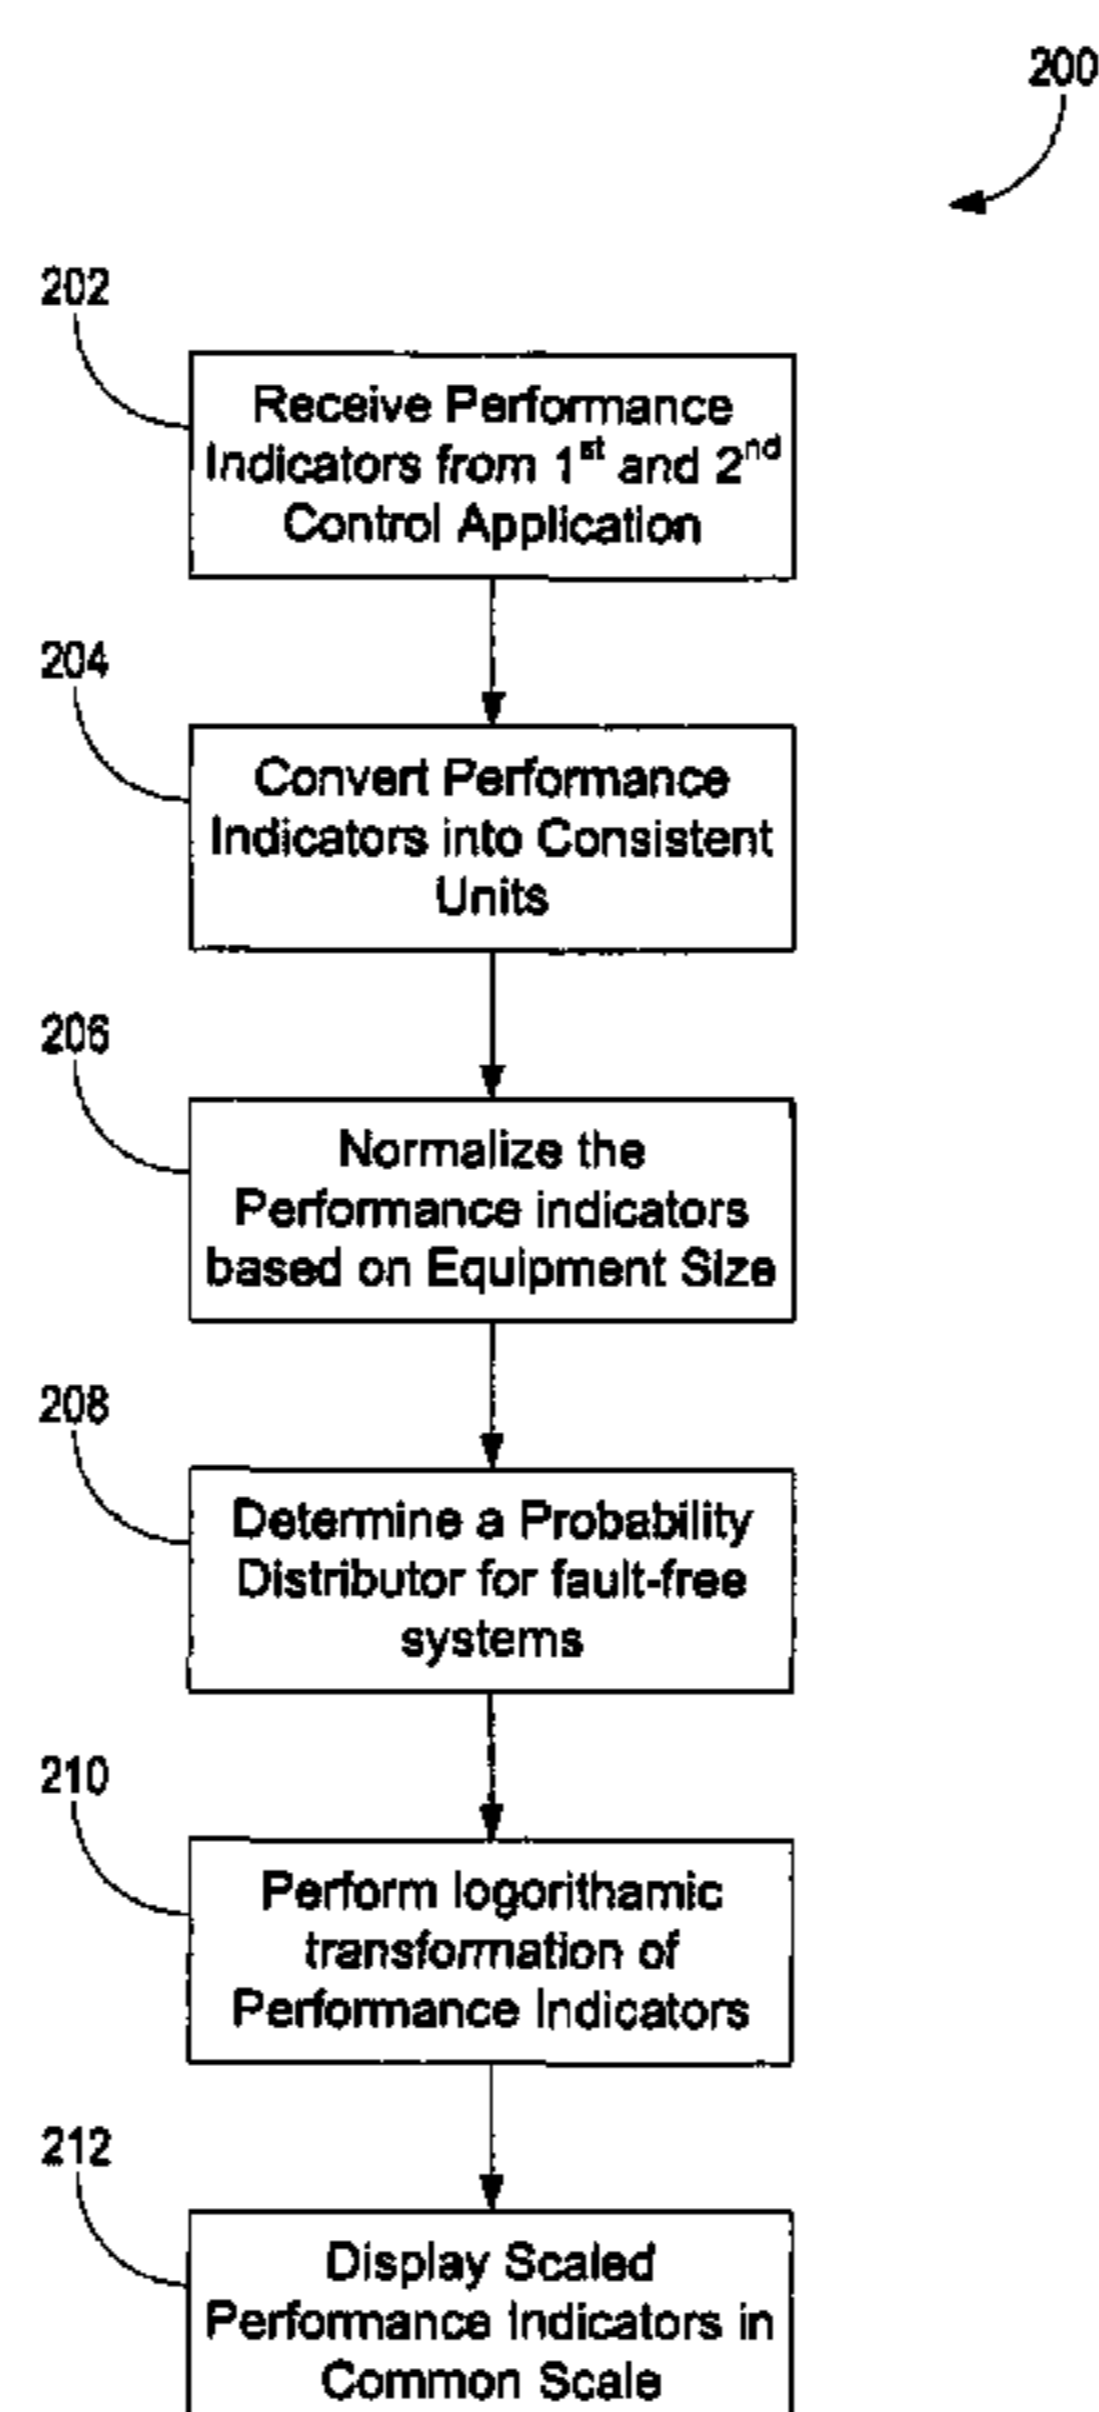 200
202
Receive Performance
Indicators from 1st and 2nd
Control Application
204
Convert Performance
Indicators into Consistent
Units
206
Normalize the
Performance indicators
based on Equipment Size
208
Determine a Probability
Distributor for fault-free
systems
210
Perform logorithamic
transformation of
Performance Indicators
212
Display Scaled
Performance Indicators in
Common Scale